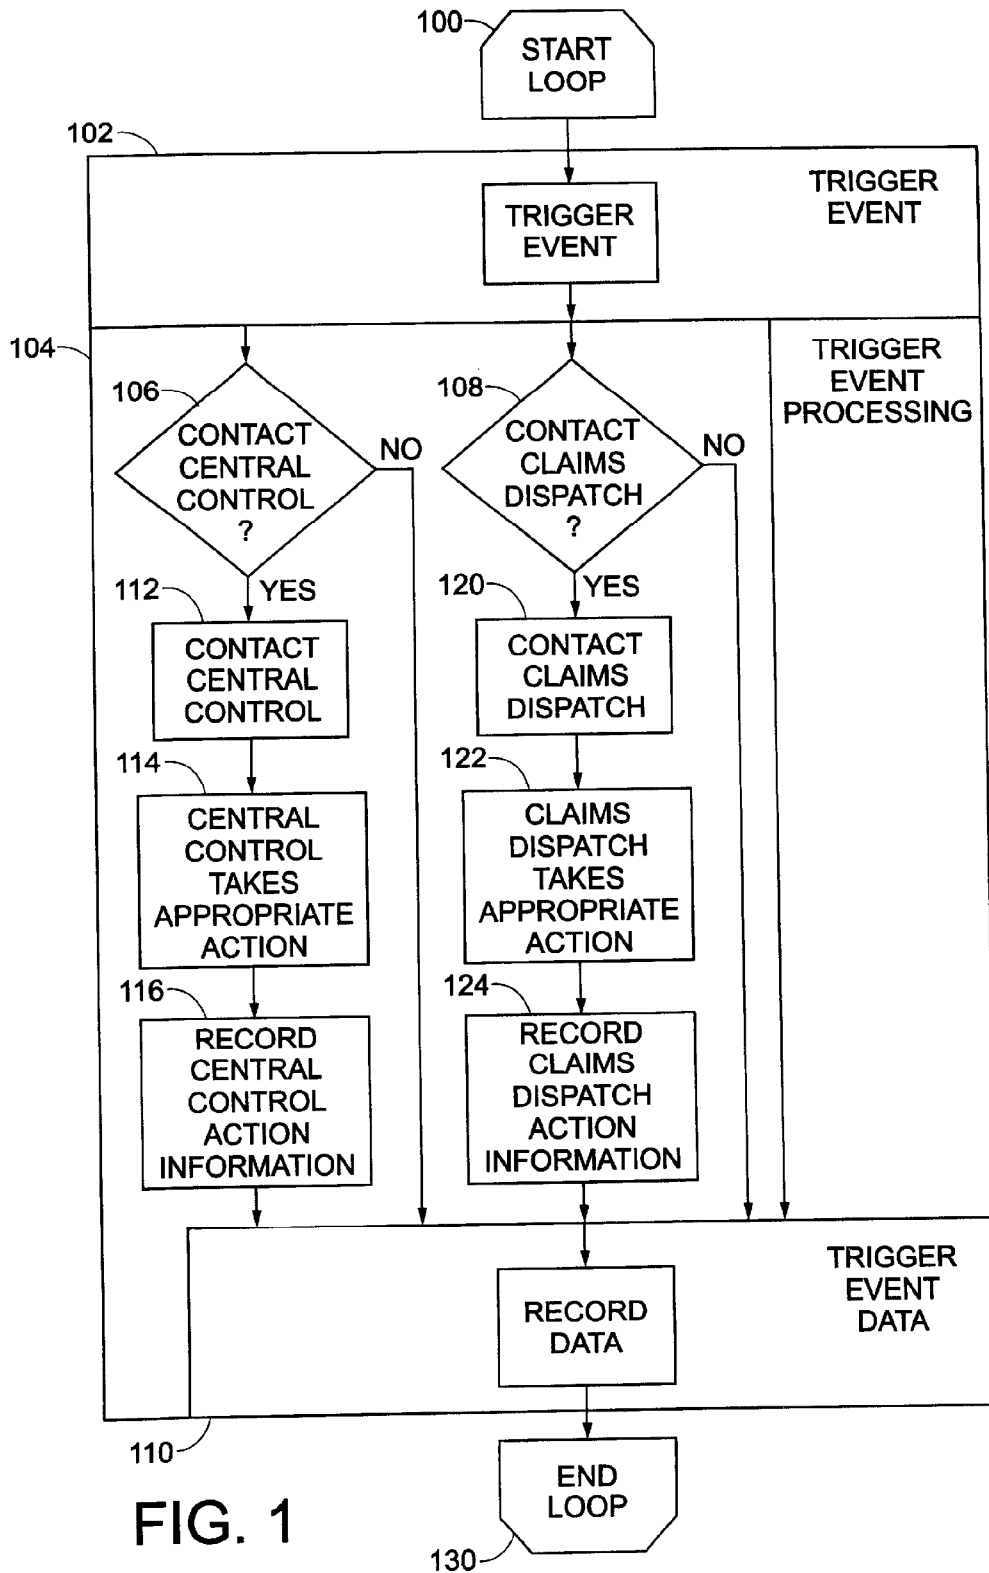 100
START
LOOP
102
TRIGGER
EVENT
TRIGGER
EVENT
104
TRIGGER
EVENT
PROCESSING
106
CONTACT
CENTRAL
CONTROL
?
NO
YES
108
CONTACT
CLAIMS
DISPATCH
?
NO
YES
112
CONTACT
CENTRAL
CONTROL
120
CONTACT
CLAIMS
DISPATCH
114
CENTRAL
CONTROL
TAKES
APPROPRIATE
ACTION
122
CLAIMS
DISPATCH
TAKES
APPROPRIATE
ACTION
116
RECORD
CENTRAL
CONTROL
ACTION
INFORMATION
124
RECORD
CLAIMS
DISPATCH
ACTION
INFORMATION
TRIGGER
EVENT
DATA
RECORD
DATA
110
END
LOOP
130
FIG. 1